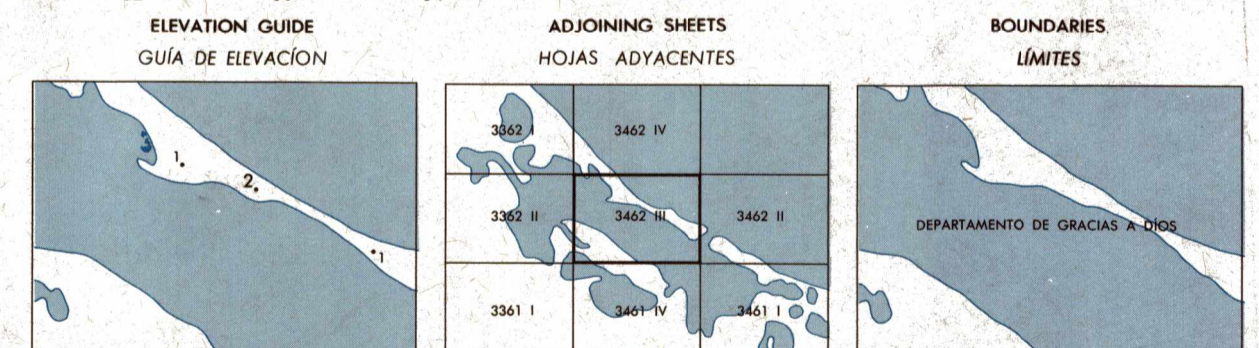 ELEVATION GUIDE
GUÍA DE ELEVACÍON
1
2
1
ADJOINING SHEETS
HOJAS ADYACENTES
3362 I
3462 IV
3362 II
3462 III
3462 II
3361 I
3461 IV
3461 I
BOUNDARIES
LÍMITES
DEPARTAMENTO DE GRACIAS A DÍOS